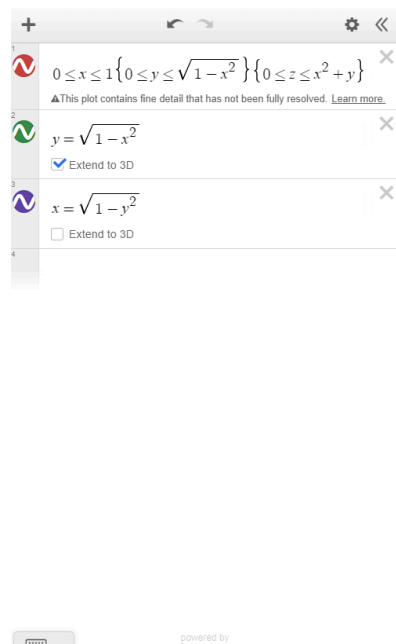 1
0 ≤ x ≤ 1 {0 ≤ y ≤ √(1 − x²)} {0 ≤ z ≤ x² + y}
This plot contains fine detail that has not been fully resolved. Learn more.
2
y = √(1 − x²)
Extend to 3D
3
x = √(1 − y²)
Extend to 3D
4
powered by